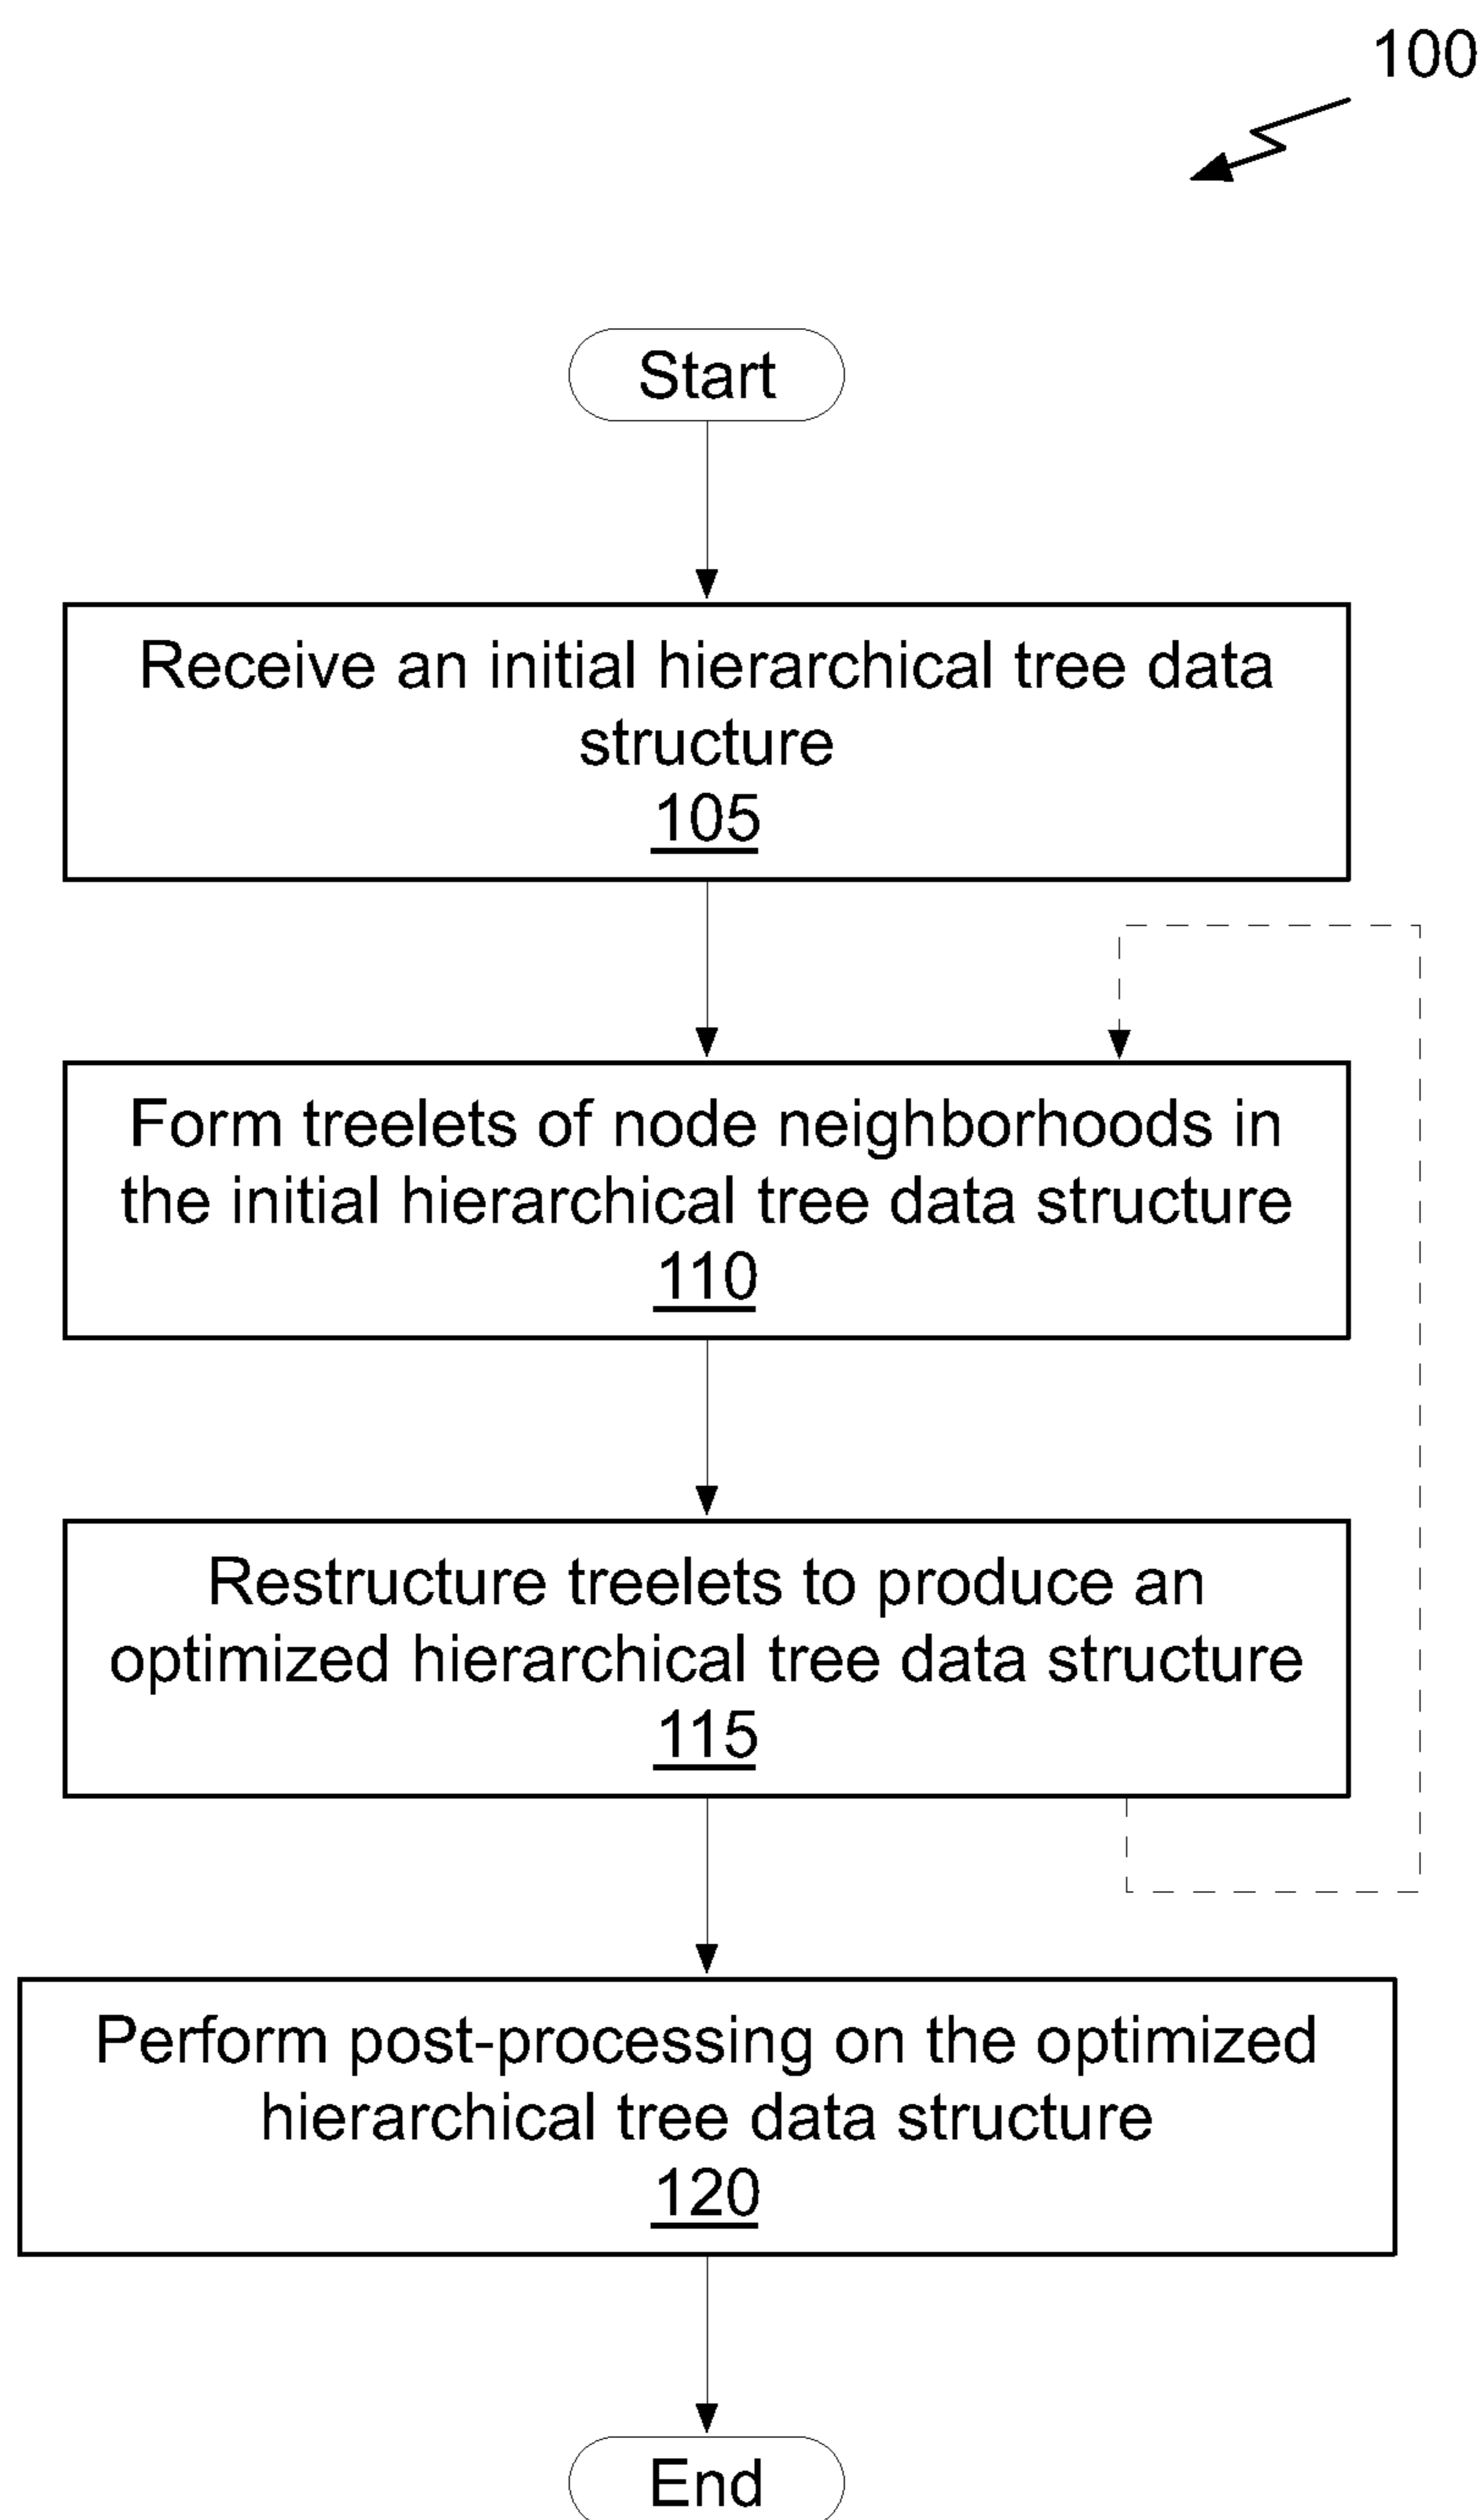 100
Start
Receive an initial hierarchical tree data
structure
105
Form treelets of node neighborhoods in
the initial hierarchical tree data structure
110
Restructure treelets to produce an
optimized hierarchical tree data structure
115
Perform post-processing on the optimized
hierarchical tree data structure
120
End